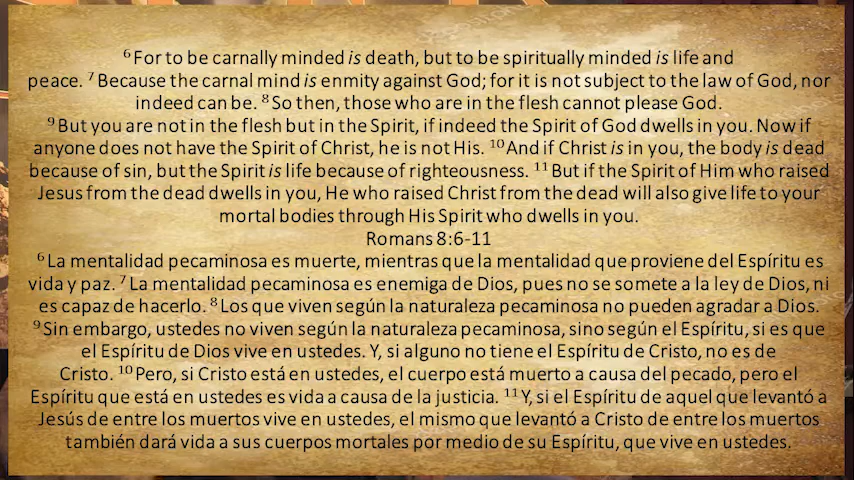 ⁶ For to be carnally minded is death, but to be spiritually minded is life and
peace. ⁷ Because the carnal mind is enmity against God; for it is not subject to the law of God, nor
indeed can be. ⁸ So then, those who are in the flesh cannot please God.
⁹ But you are not in the flesh but in the Spirit, if indeed the Spirit of God dwells in you. Now if
anyone does not have the Spirit of Christ, he is not His. ¹⁰ And if Christ is in you, the body is dead
because of sin, but the Spirit is life because of righteousness. ¹¹ But if the Spirit of Him who raised
Jesus from the dead dwells in you, He who raised Christ from the dead will also give life to your
mortal bodies through His Spirit who dwells in you.
Romans 8:6-11
⁶ La mentalidad pecaminosa es muerte, mientras que la mentalidad que proviene del Espíritu es
vida y paz. ⁷ La mentalidad pecaminosa es enemiga de Dios, pues no se somete a la ley de Dios, ni
es capaz de hacerlo. ⁸ Los que viven según la naturaleza pecaminosa no pueden agradar a Dios.
⁹ Sin embargo, ustedes no viven según la naturaleza pecaminosa, sino según el Espíritu, si es que
el Espíritu de Dios vive en ustedes. Y, si alguno no tiene el Espíritu de Cristo, no es de
Cristo. ¹⁰ Pero, si Cristo está en ustedes, el cuerpo está muerto a causa del pecado, pero el
Espíritu que está en ustedes es vida a causa de la justicia. ¹¹ Y, si el Espíritu de aquel que levantó a
Jesús de entre los muertos vive en ustedes, el mismo que levantó a Cristo de entre los muertos
también dará vida a sus cuerpos mortales por medio de su Espíritu, que vive en ustedes.